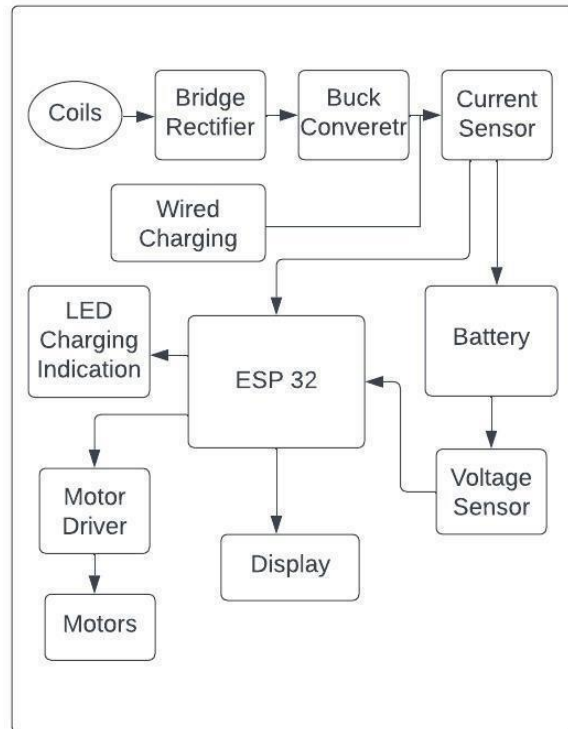 Coils
Bridge
Rectifier
Buck
Converetr
Current
Sensor
Wired
Charging
LED
Charging
Indication
ESP 32
Battery
Motor
Driver
Voltage
Sensor
Display
Motors